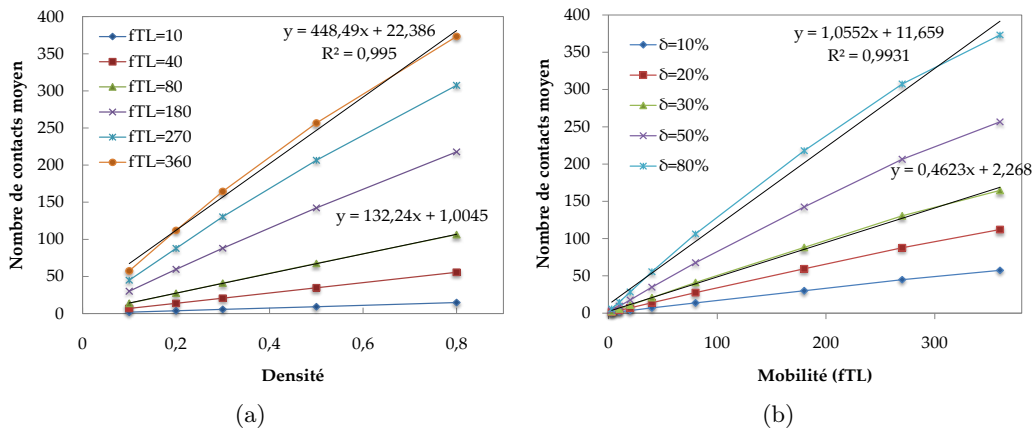 400
350
300
250
200
150
100
50
0
Nombre de contacts moyen
fTL=10
fTL=40
fTL=80
fTL=180
fTL=270
fTL=360
y = 448,49x + 22,386
R² = 0,995
y = 132,24x + 1,0045
0
0,2
0,4
0,6
0,8
Densité
(a)
400
350
300
250
200
150
100
50
0
Nombre de contacts moyen
δ=10%
δ=20%
δ=30%
δ=50%
δ=80%
y = 1,0552x + 11,659
R² = 0,9931
y = 0,4623x + 2,268
0
100
200
300
Mobilité (fTL)
(b)